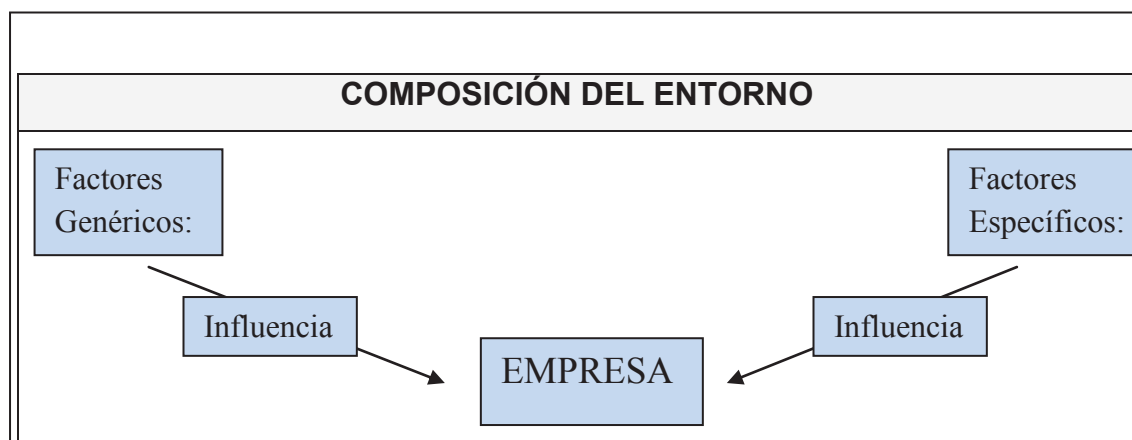 COMPOSICIÓN DEL ENTORNO
Factores
Genéricos:
Factores
Específicos:
Influencia
Influencia
EMPRESA